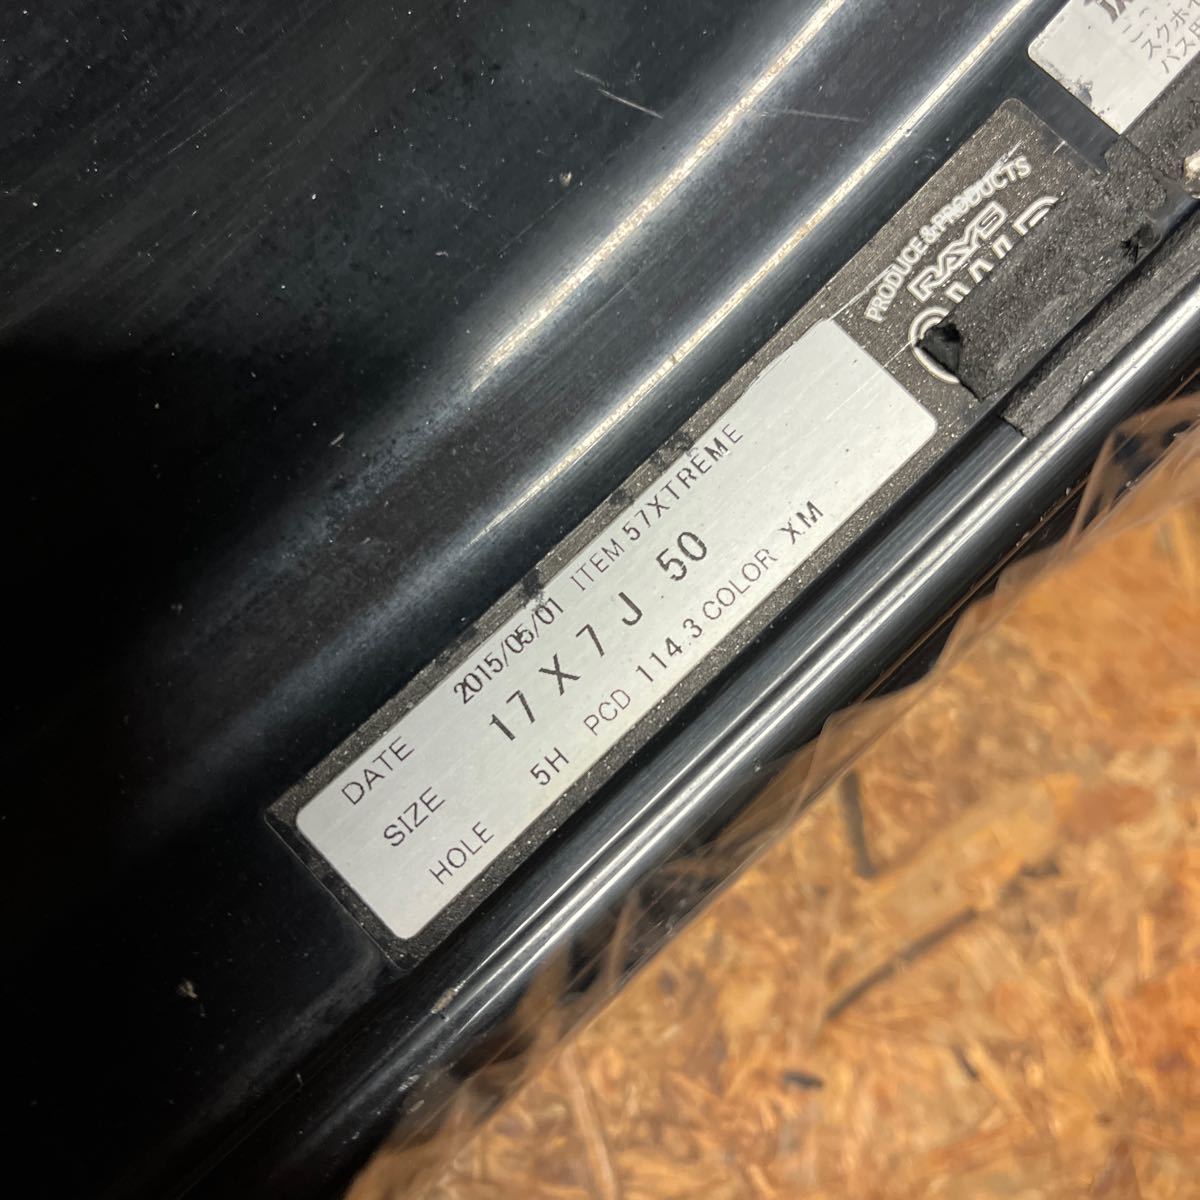 PRODUCE&PRODUCTS
RAYS
DATE 2015/05/01 ITEM 57XTREME
SIZE 17 X 7 J 50
HOLE 5H PCD 114.3 COLOR XM